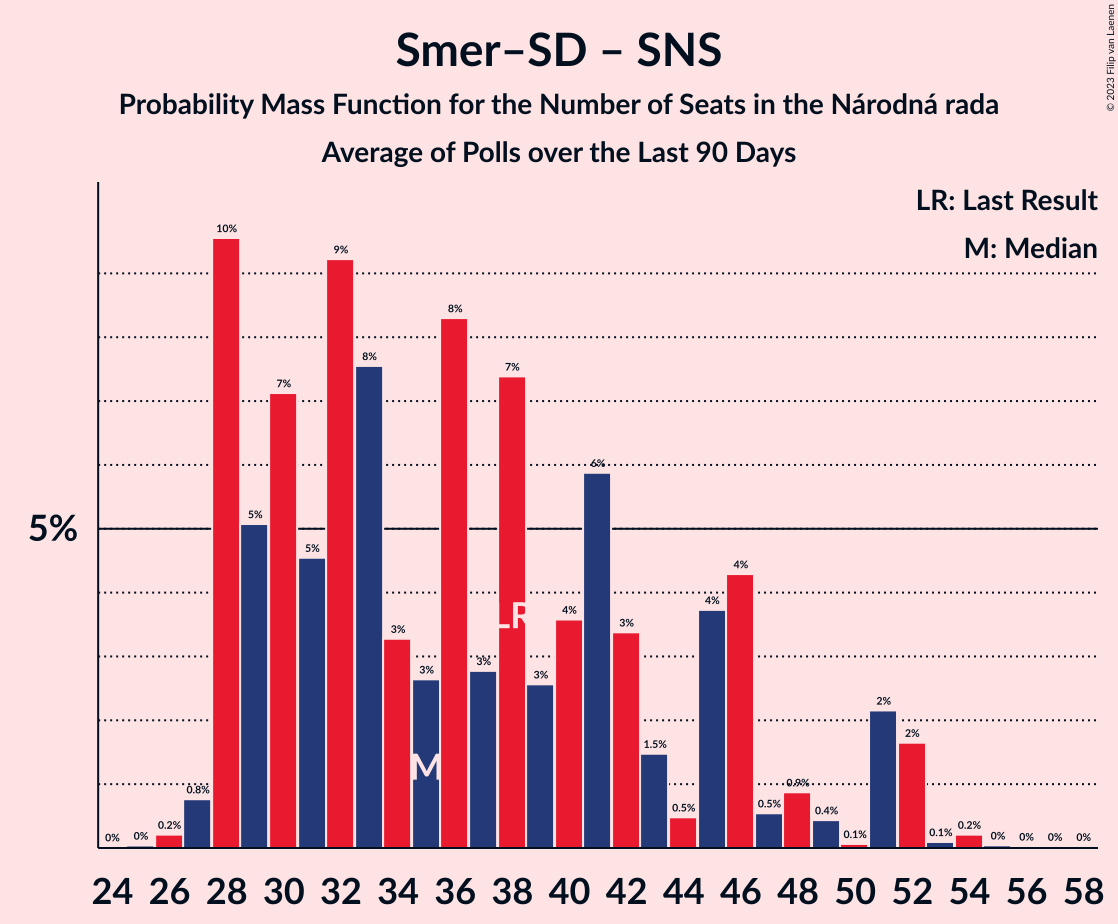 Smer–SD – SNS
Probability Mass Function for the Number of Seats in the Národná rada
Average of Polls over the Last 90 Days
© 2023 Filip van Laenen
LR: Last Result
M: Median
5%
0% 0% 0.2% 0.8% 10% 5% 7% 5% 9% 8% 3% 3% 8% 3% 7% 3% 4% 6% 3% 1.5% 0.5% 4% 4% 0.5% 0.9% 0.4% 0.1% 2% 2% 0.1% 0.2% 0% 0% 0% 0%
LR
M
24 26 28 30 32 34 36 38 40 42 44 46 48 50 52 54 56 58